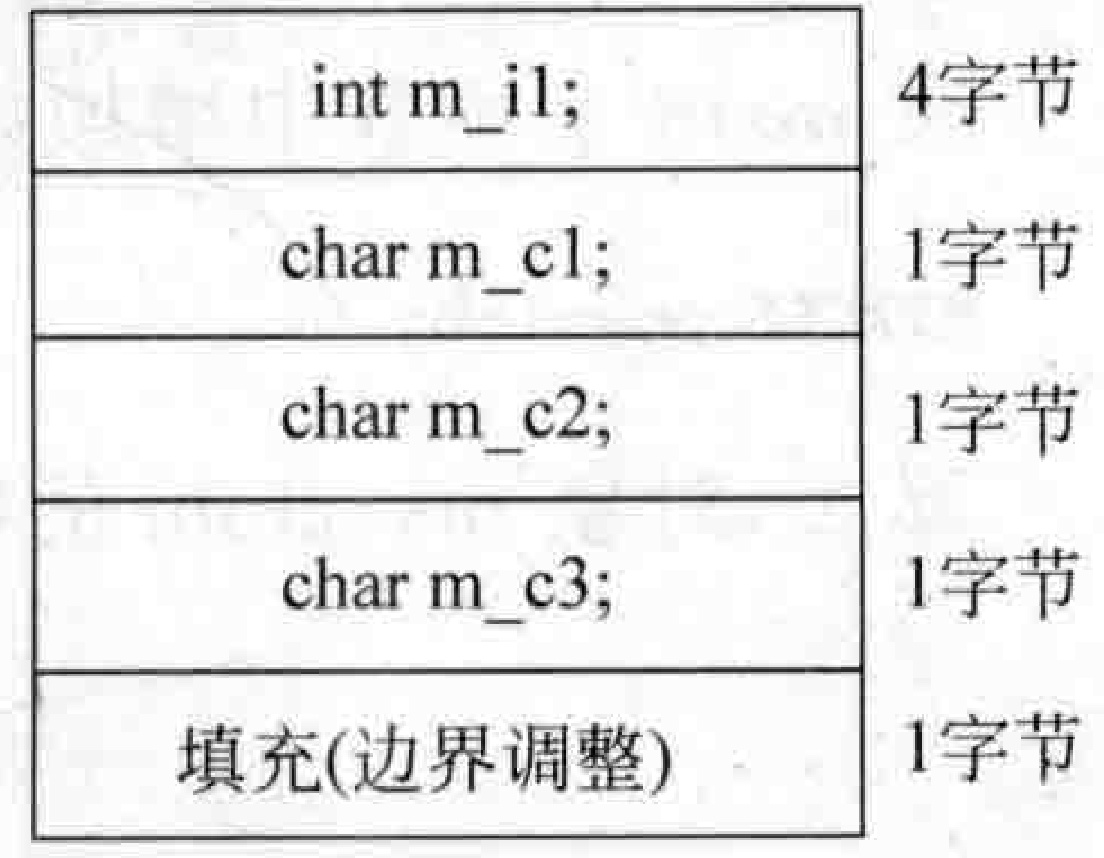 int m_i1; 4字节
char m_c1; 1字节
char m_c2; 1字节
char m_c3; 1字节
填充(边界调整) 1字节